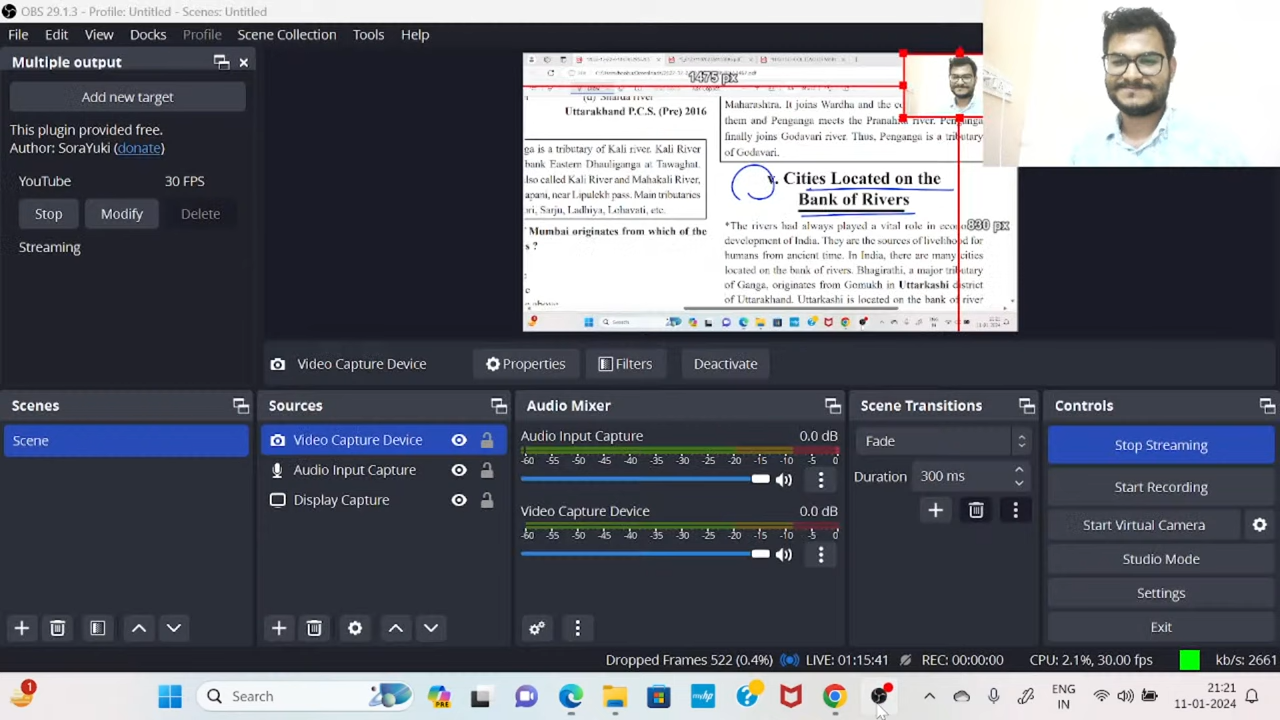 OBS 29.1.3 - Profile: Untitled - Scenes: Untitled
File Edit View Docks Profile Scene Collection Tools Help
Multiple output
Add new target
This plugin provided free.
Author: SoraYuki (donate)
YouTube 30 FPS
Stop Modify Delete
Streaming
1475 px
Uttarakhand P.C.S. (Pre) 2016
ga is a tributary of Kali river. Kali River
bank Eastern Dhauliganga at Tawaghat.
lso called Kali River and Mahakali River,
apani, near Lipulekh pass. Main tributaries
ri, Sarju, Ladhiya, Lohavati, etc.
Mumbai originates from which of the
s ?
Maharashtra. It joins Wardha and the
them and Penganga meets the Pranahita river. Penganga
finally joins Godavari river. Thus, Penganga is a tributary
of Godavari.
v. Cities Located on the
Bank of Rivers
*The rivers had always played a vital role in
830 px
development of India. They are the sources of livelihood for
humans from ancient time. In India, there are many cities
located on the bank of rivers. Bhagirathi, a major tributary
of Ganga, originates from Gomukh in Uttarkashi district
of Uttarakhand. Uttarkashi is located on the bank of river
Search
Video Capture Device Properties Filters Deactivate
Scenes
Scene
Sources
Video Capture Device
Audio Input Capture
Display Capture
Audio Mixer
Audio Input Capture 0.0 dB
-60 -55 -50 -45 -40 -35 -30 -25 -20 -15 -10 -5 0
Video Capture Device 0.0 dB
-60 -55 -50 -45 -40 -35 -30 -25 -20 -15 -10 -5 0
Scene Transitions
Fade
Duration 300 ms
Controls
Stop Streaming
Start Recording
Start Virtual Camera
Studio Mode
Settings
Exit
Dropped Frames 522 (0.4%) LIVE: 01:15:41 REC: 00:00:00 CPU: 2.1%, 30.00 fps kb/s: 2661
1 Search PRE myhp ENG
IN 21:21
11-01-2024